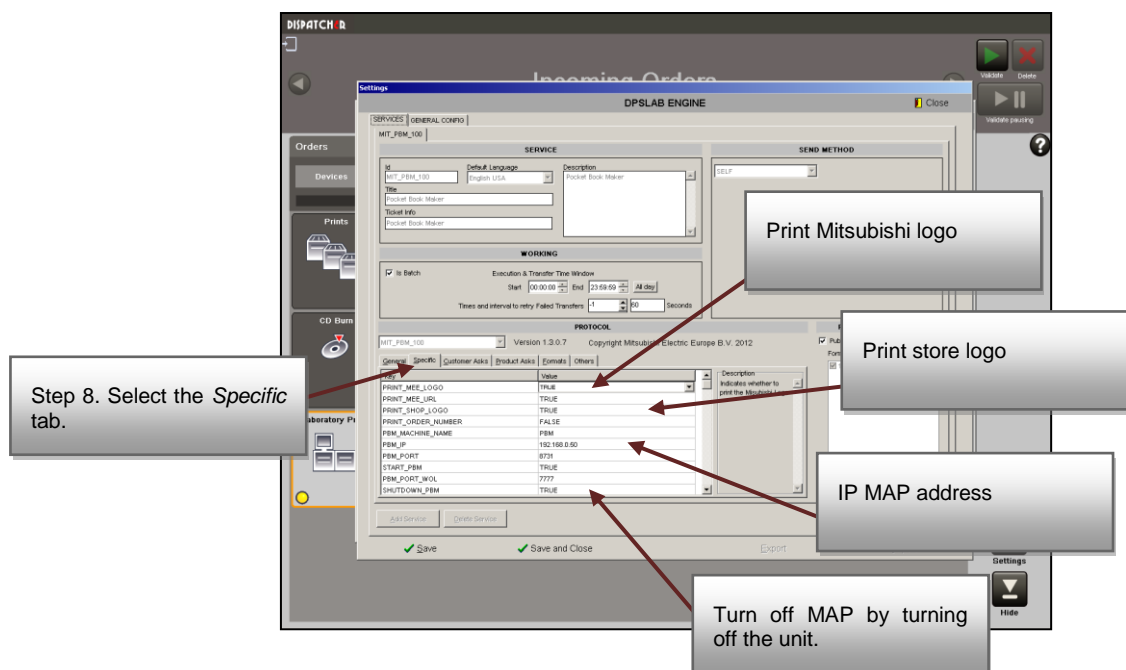 DISPATCHER
Incoming Orders
Validate
Delete
Validate pausing
Settings
DPSLAB ENGINE
Close
SERVICES
GENERAL CONFIG
MIT_PBM_100
SERVICE
SEND METHOD
Id
Default Language
Description
MIT_PBM_100
English USA
Pocket Book Maker
SELF
Title
Pocket Book Maker
Ticket Info
Pocket Book Maker
Orders
Devices
Prints
CD Burn
WORKING
Is Batch
Execution & Transfer Time Window
Start 00:00:00 End 23:59:59 All day
Times and interval to retry Failed Transfers -1 60 Seconds
PROTOCOL
MIT_PBM_100
Version 1.3.0.7
Copyright Mitsubishi Electric Europe B.V. 2012
General
Specific
Customer Asks
Product Asks
Formats
Others
Key
Value
PRINT_MEE_LOGO TRUE
PRINT_MEE_URL TRUE
PRINT_SHOP_LOGO TRUE
PRINT_ORDER_NUMBER FALSE
PBM_MACHINE_NAME PBM
PBM_IP 192.168.0.50
PBM_PORT 8731
START_PBM TRUE
PBM_PORT_WOL 7777
SHUTDOWN_PBM TRUE
Description
Indicates whether to
print the Misubishi Log
Add Service
Delete Service
Save
Save and Close
Export
Settings
Hide
Print Mitsubishi logo
Print store logo
Step 8. Select the Specific
tab.
IP MAP address
Turn off MAP by turning
off the unit.